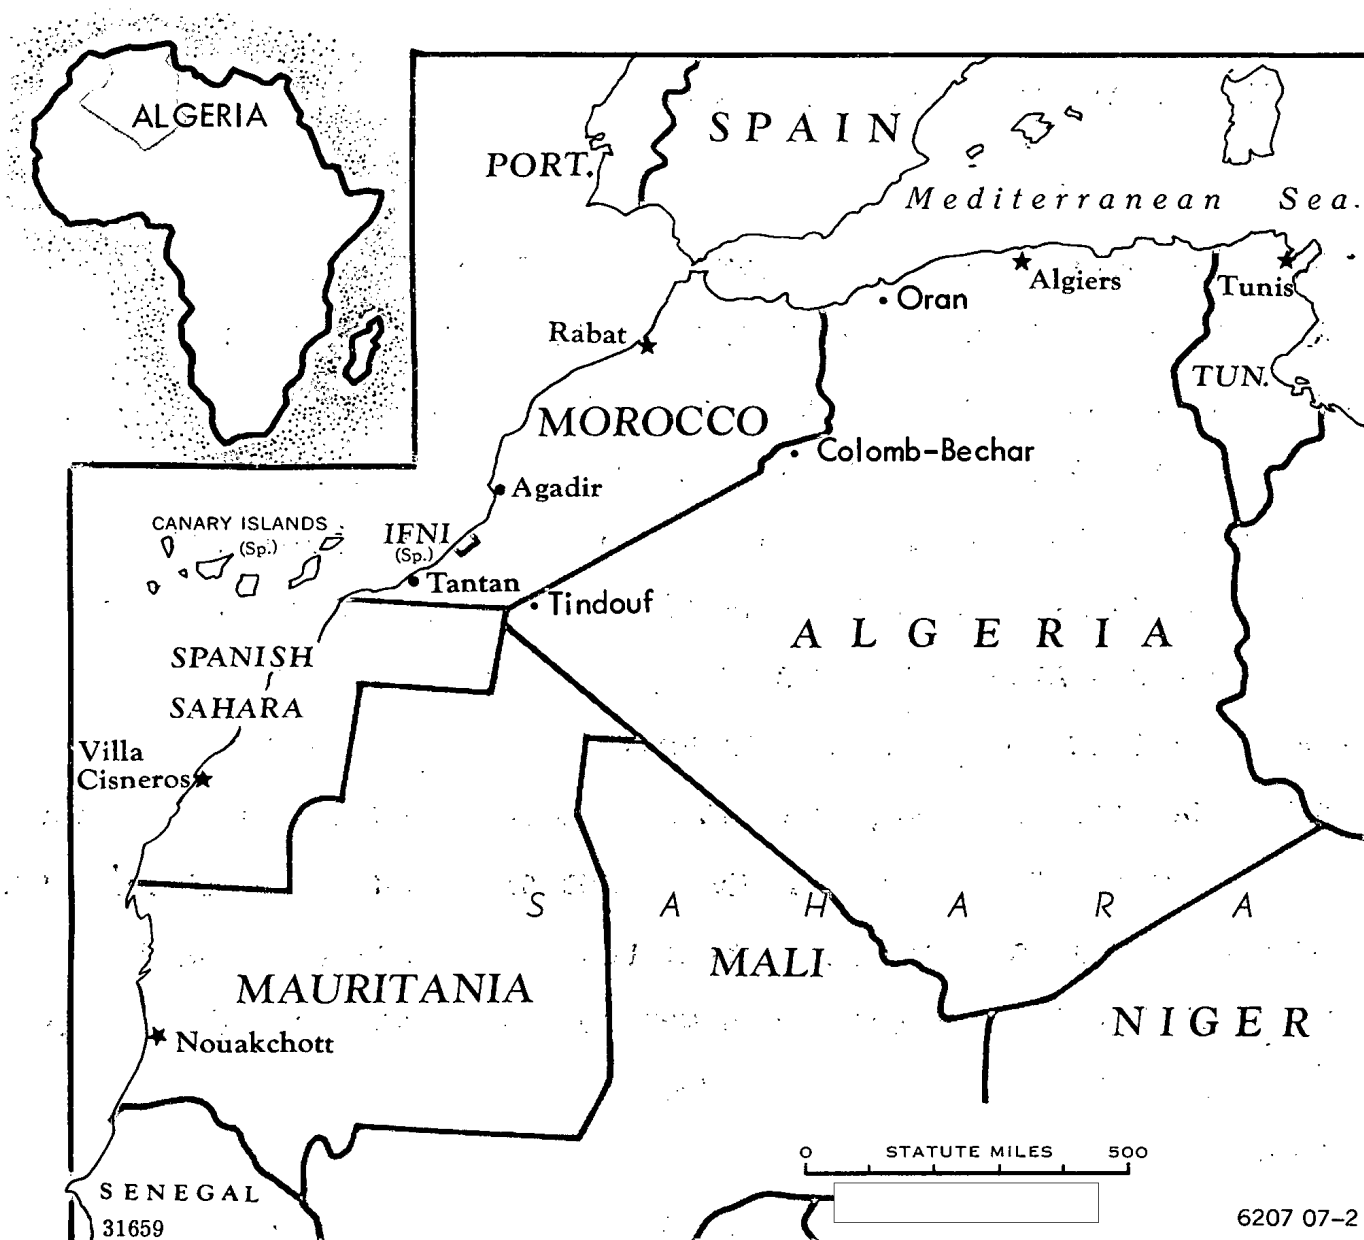 ALGERIA
SPAIN
PORT.
Mediterranean Sea.
Algiers
Tunis
Oran
Rabat
TUN.
MOROCCO
Colomb-Bechar
Agadir
CANARY ISLANDS
(Sp.)
IFNI
(Sp.)
Tantan
Tindouf
ALGERIA
SPANISH
SAHARA
Villa
Cisneros
SAHARA
MALI
MAURITANIA
NIGER
Nouakchott
0 STATUTE MILES 500
SENEGAL
31659
6207 07-2